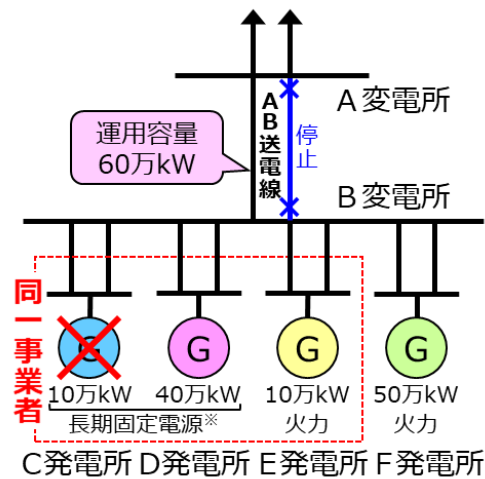 A変電所
AB送電線
停止
運用容量
60万kW
B変電所
同一事業者
G
G
G
G
10万kW
40万kW
10万kW
50万kW
長期固定電源※
火力
火力
C発電所
D発電所
E発電所
F発電所